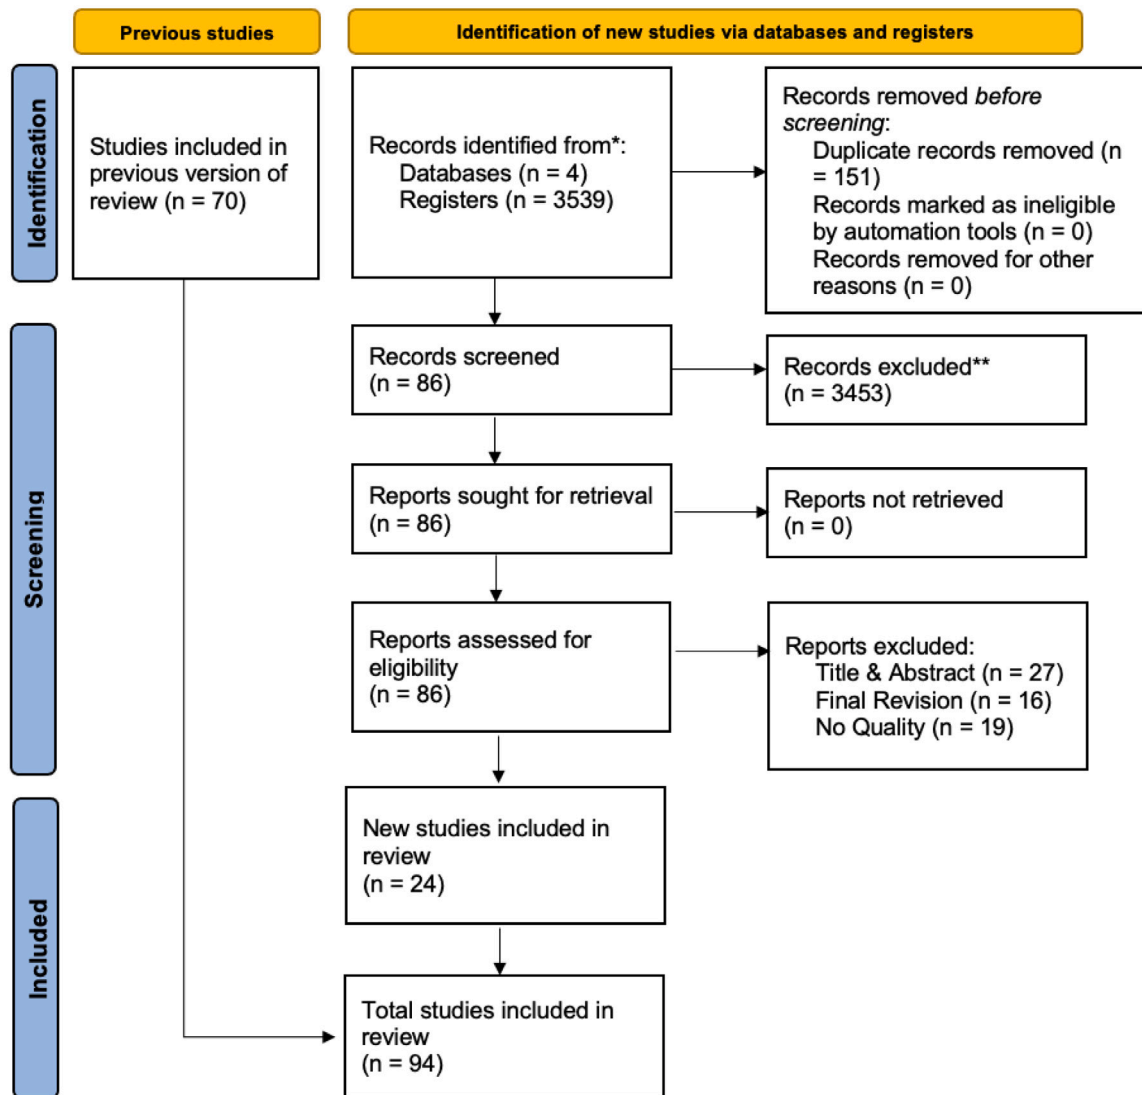 Previous studies
Identification of new studies via databases and registers
Identification
Studies included in
previous version of
review (n = 70)
Records identified from*:
Databases (n = 4)
Registers (n = 3539)
Records removed before
screening:
Duplicate records removed (n
= 151)
Records marked as ineligible
by automation tools (n = 0)
Records removed for other
reasons (n = 0)
Screening
Records screened
(n = 86)
Records excluded**
(n = 3453)
Reports sought for retrieval
(n = 86)
Reports not retrieved
(n = 0)
Reports assessed for
eligibility
(n = 86)
Reports excluded:
Title & Abstract (n = 27)
Final Revision (n = 16)
No Quality (n = 19)
Included
New studies included in
review
(n = 24)
Total studies included in
review
(n = 94)